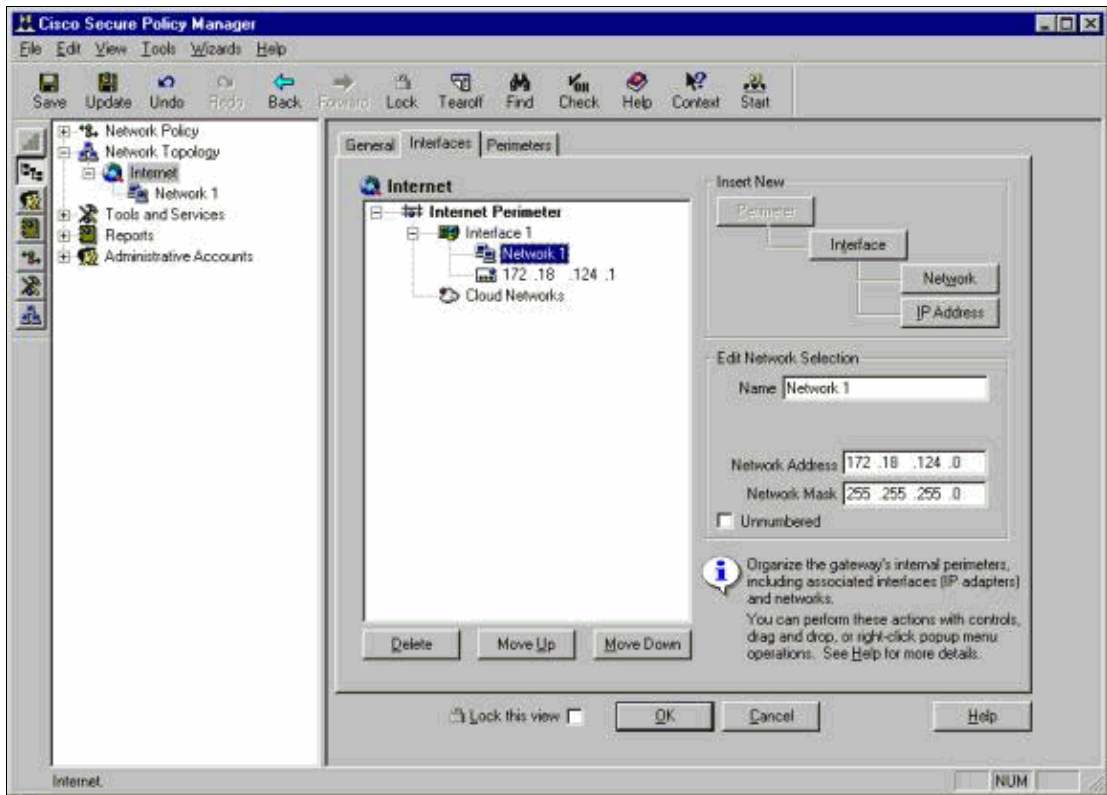 Cisco Secure Policy Manager
File Edit View Tools Wizards Help
Save Update Undo Redo Back Forward Lock Tearoff Find Check Help Context Start
Network Policy
Network Topology
Internet
Network 1
Tools and Services
Reports
Administrative Accounts
General Interfaces Perimeters
Internet
Internet Perimeter
Interface 1
Network 1
172 .18 .124 .1
Cloud Networks
Delete Move Up Move Down
Insert New
Perimeter
Interface
Network
IP Address
Edit Network Selection
Name Network 1
Network Address 172 .18 .124 .0
Network Mask 255 .255 .255 .0
Unnumbered
Organize the gateway's internal perimeters,
including associated interfaces (IP adapters)
and networks.
You can perform these actions with controls,
drag and drop, or right-click popup menu
operations. See Help for more details.
Lock this view OK Cancel Help
Internet. NUM